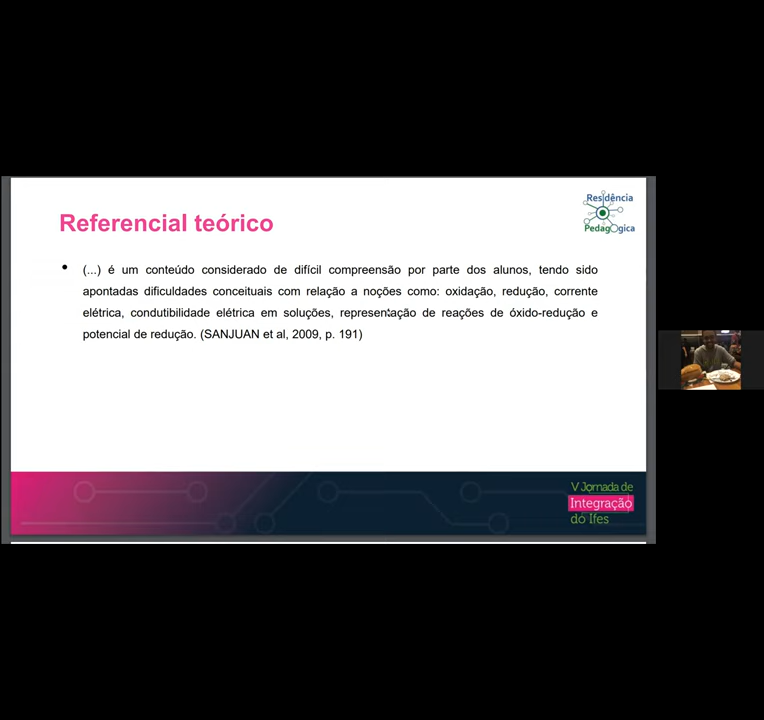 Residência
Pedagógica
Referencial teórico
• (...) é um conteúdo considerado de difícil compreensão por parte dos alunos, tendo sido
apontadas dificuldades conceituais com relação a noções como: oxidação, redução, corrente
elétrica, condutibilidade elétrica em soluções, representação de reações de óxido-redução e
potencial de redução. (SANJUAN et al, 2009, p. 191)
V Jornada de
Integração
do Ifes